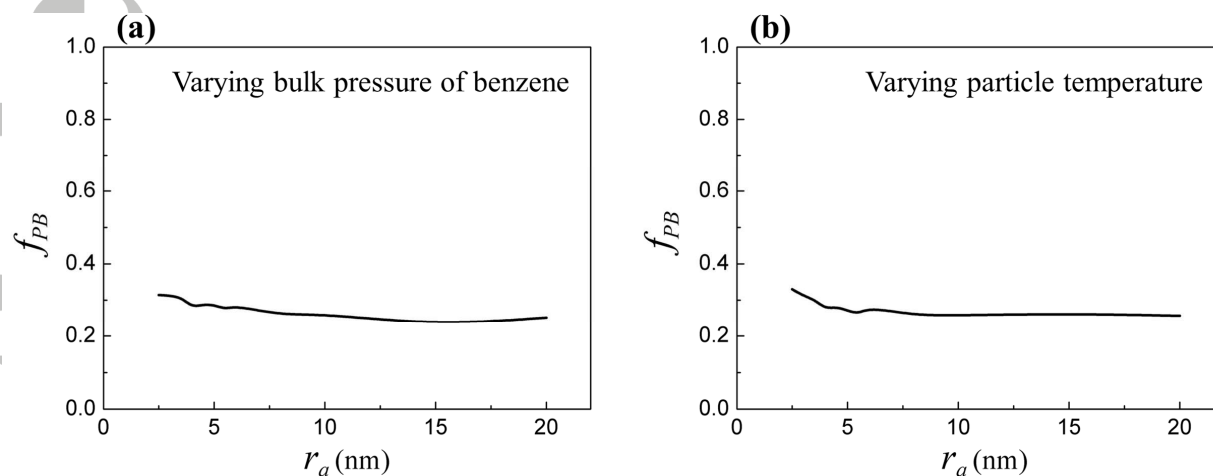 (a)
Varying bulk pressure of benzene
1.0
0.8
0.6
0.4
0.2
0.0
f_PB
0 5 10 15 20
r_a (nm)
(b)
Varying particle temperature
1.0
0.8
0.6
0.4
0.2
0.0
f_PB
0 5 10 15 20
r_a (nm)